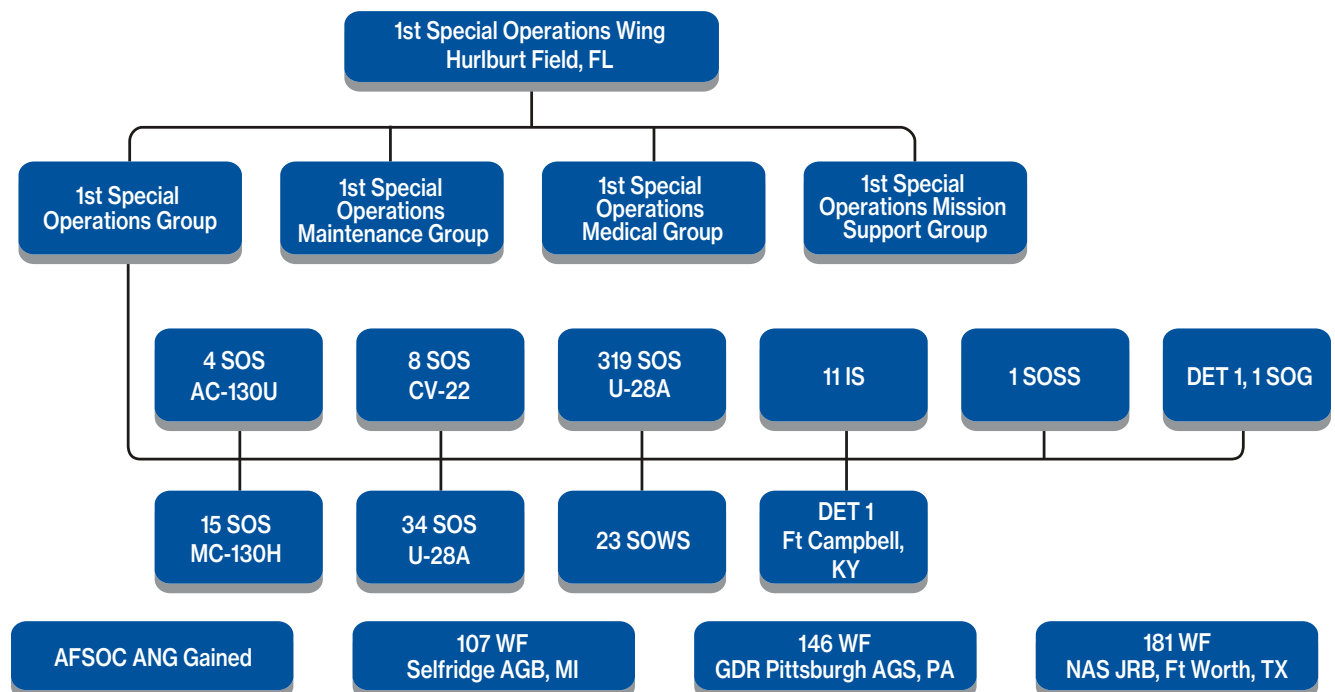 1st Special Operations Wing
Hurlburt Field, FL
1st Special
Operations Group
1st Special
Operations
Maintenance Group
1st Special
Operations
Medical Group
1st Special
Operations Mission
Support Group
4 SOS
AC-130U
8 SOS
CV-22
319 SOS
U-28A
11 IS
1 SOSS
DET 1, 1 SOG
15 SOS
MC-130H
34 SOS
U-28A
23 SOWS
DET 1
Ft Campbell,
KY
AFSOC ANG Gained
107 WF
Selfridge AGB, MI
146 WF
GDR Pittsburgh AGS, PA
181 WF
NAS JRB, Ft Worth, TX